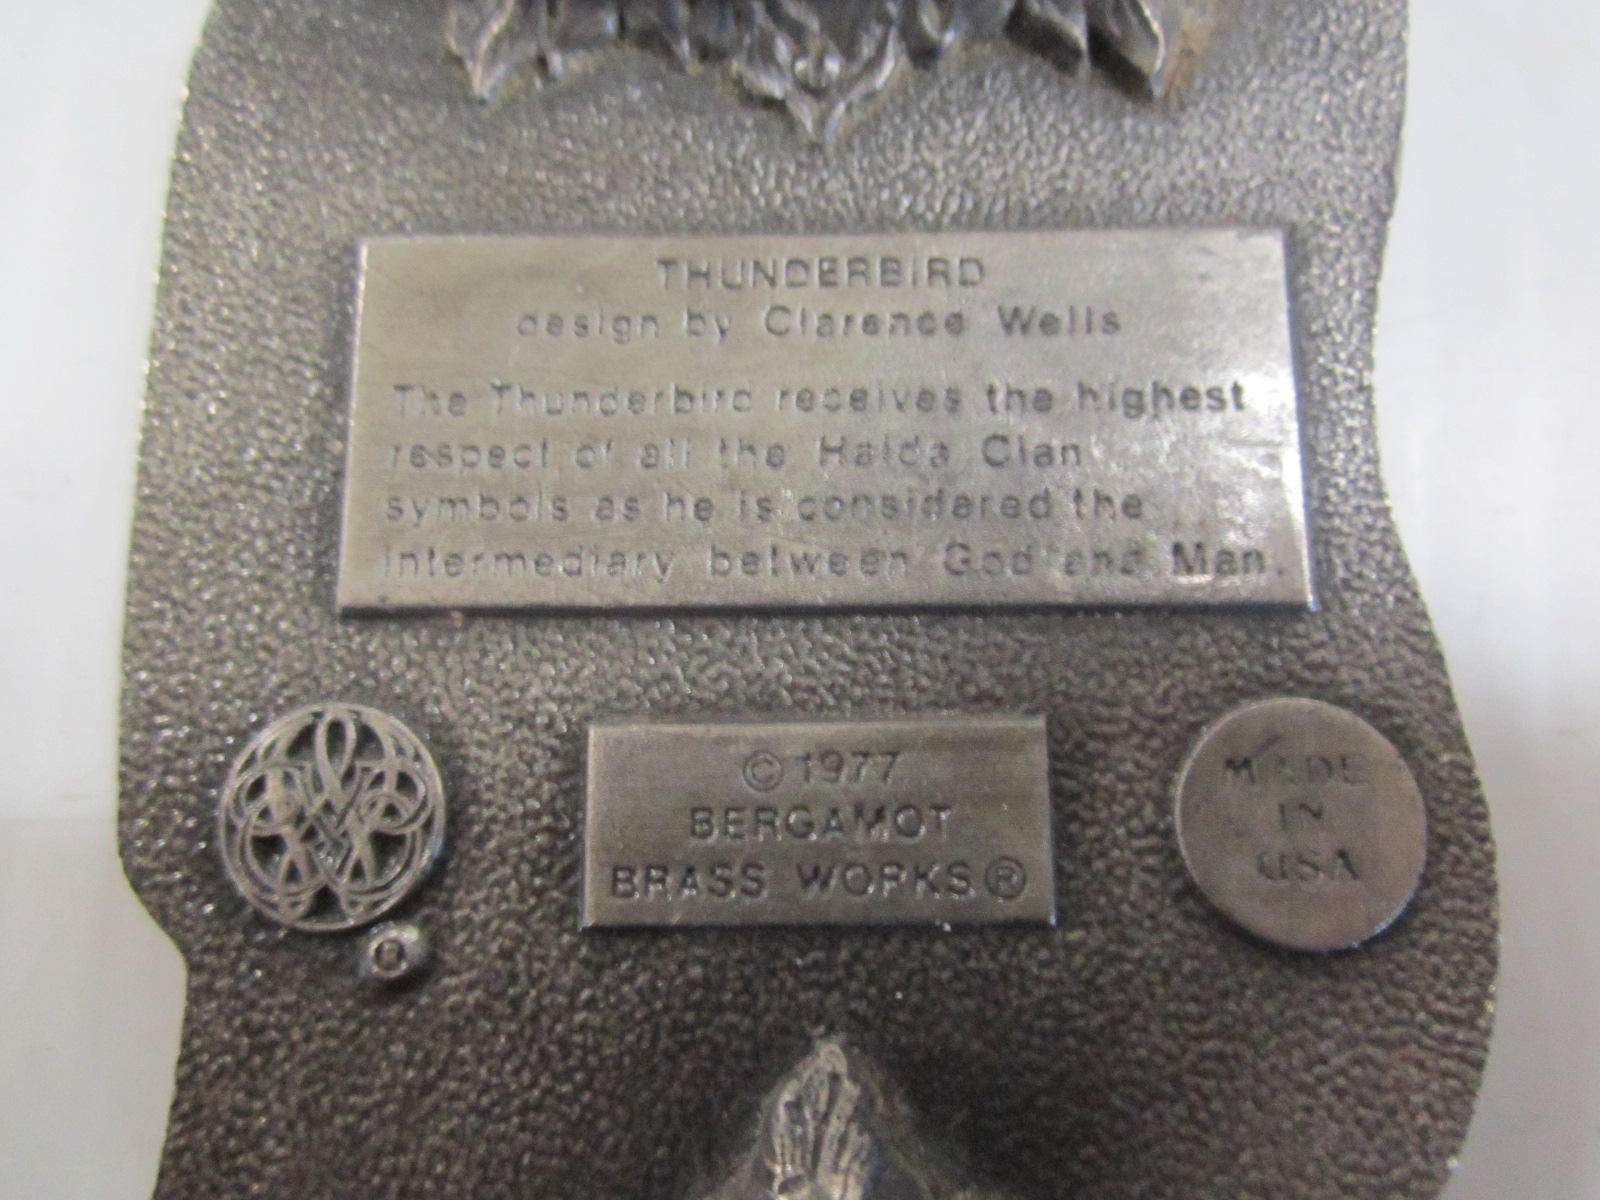 THUNDERBIRD
design by Clarence Wells
The Thunderbird receives the highest
respect of all the Haida Clan
symbols as he is considered the
intermediary between God and Man.
© 1977
BERGAMOT
BRASS WORKS ®
®
MADE
IN
USA